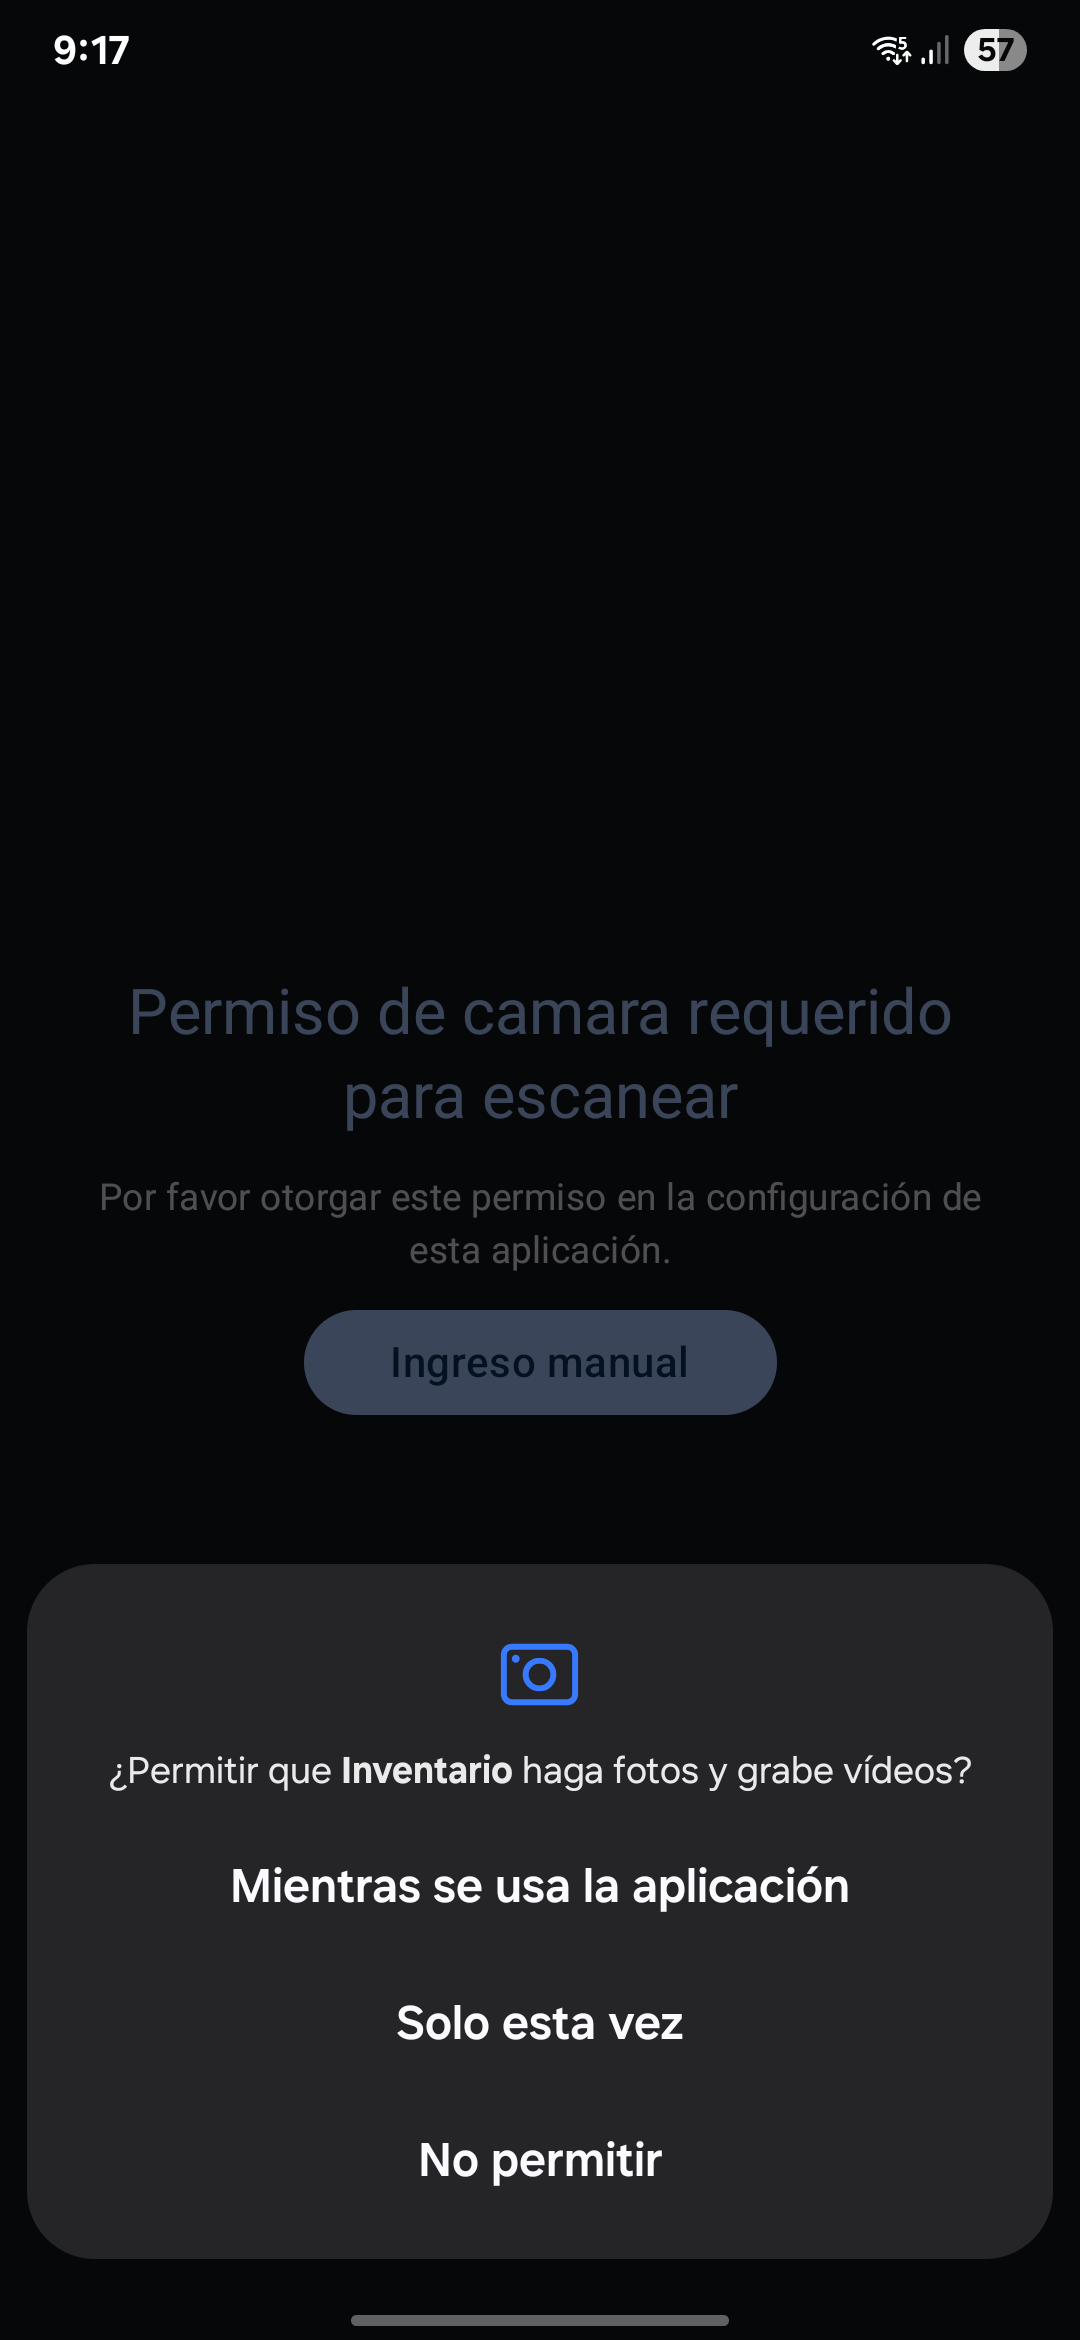 9:17
5
57
Permiso de camara requerido
para escanear
Por favor otorgar este permiso en la configuración de
esta aplicación.
Ingreso manual
¿Permitir que Inventario haga fotos y grabe vídeos?
Mientras se usa la aplicación
Solo esta vez
No permitir